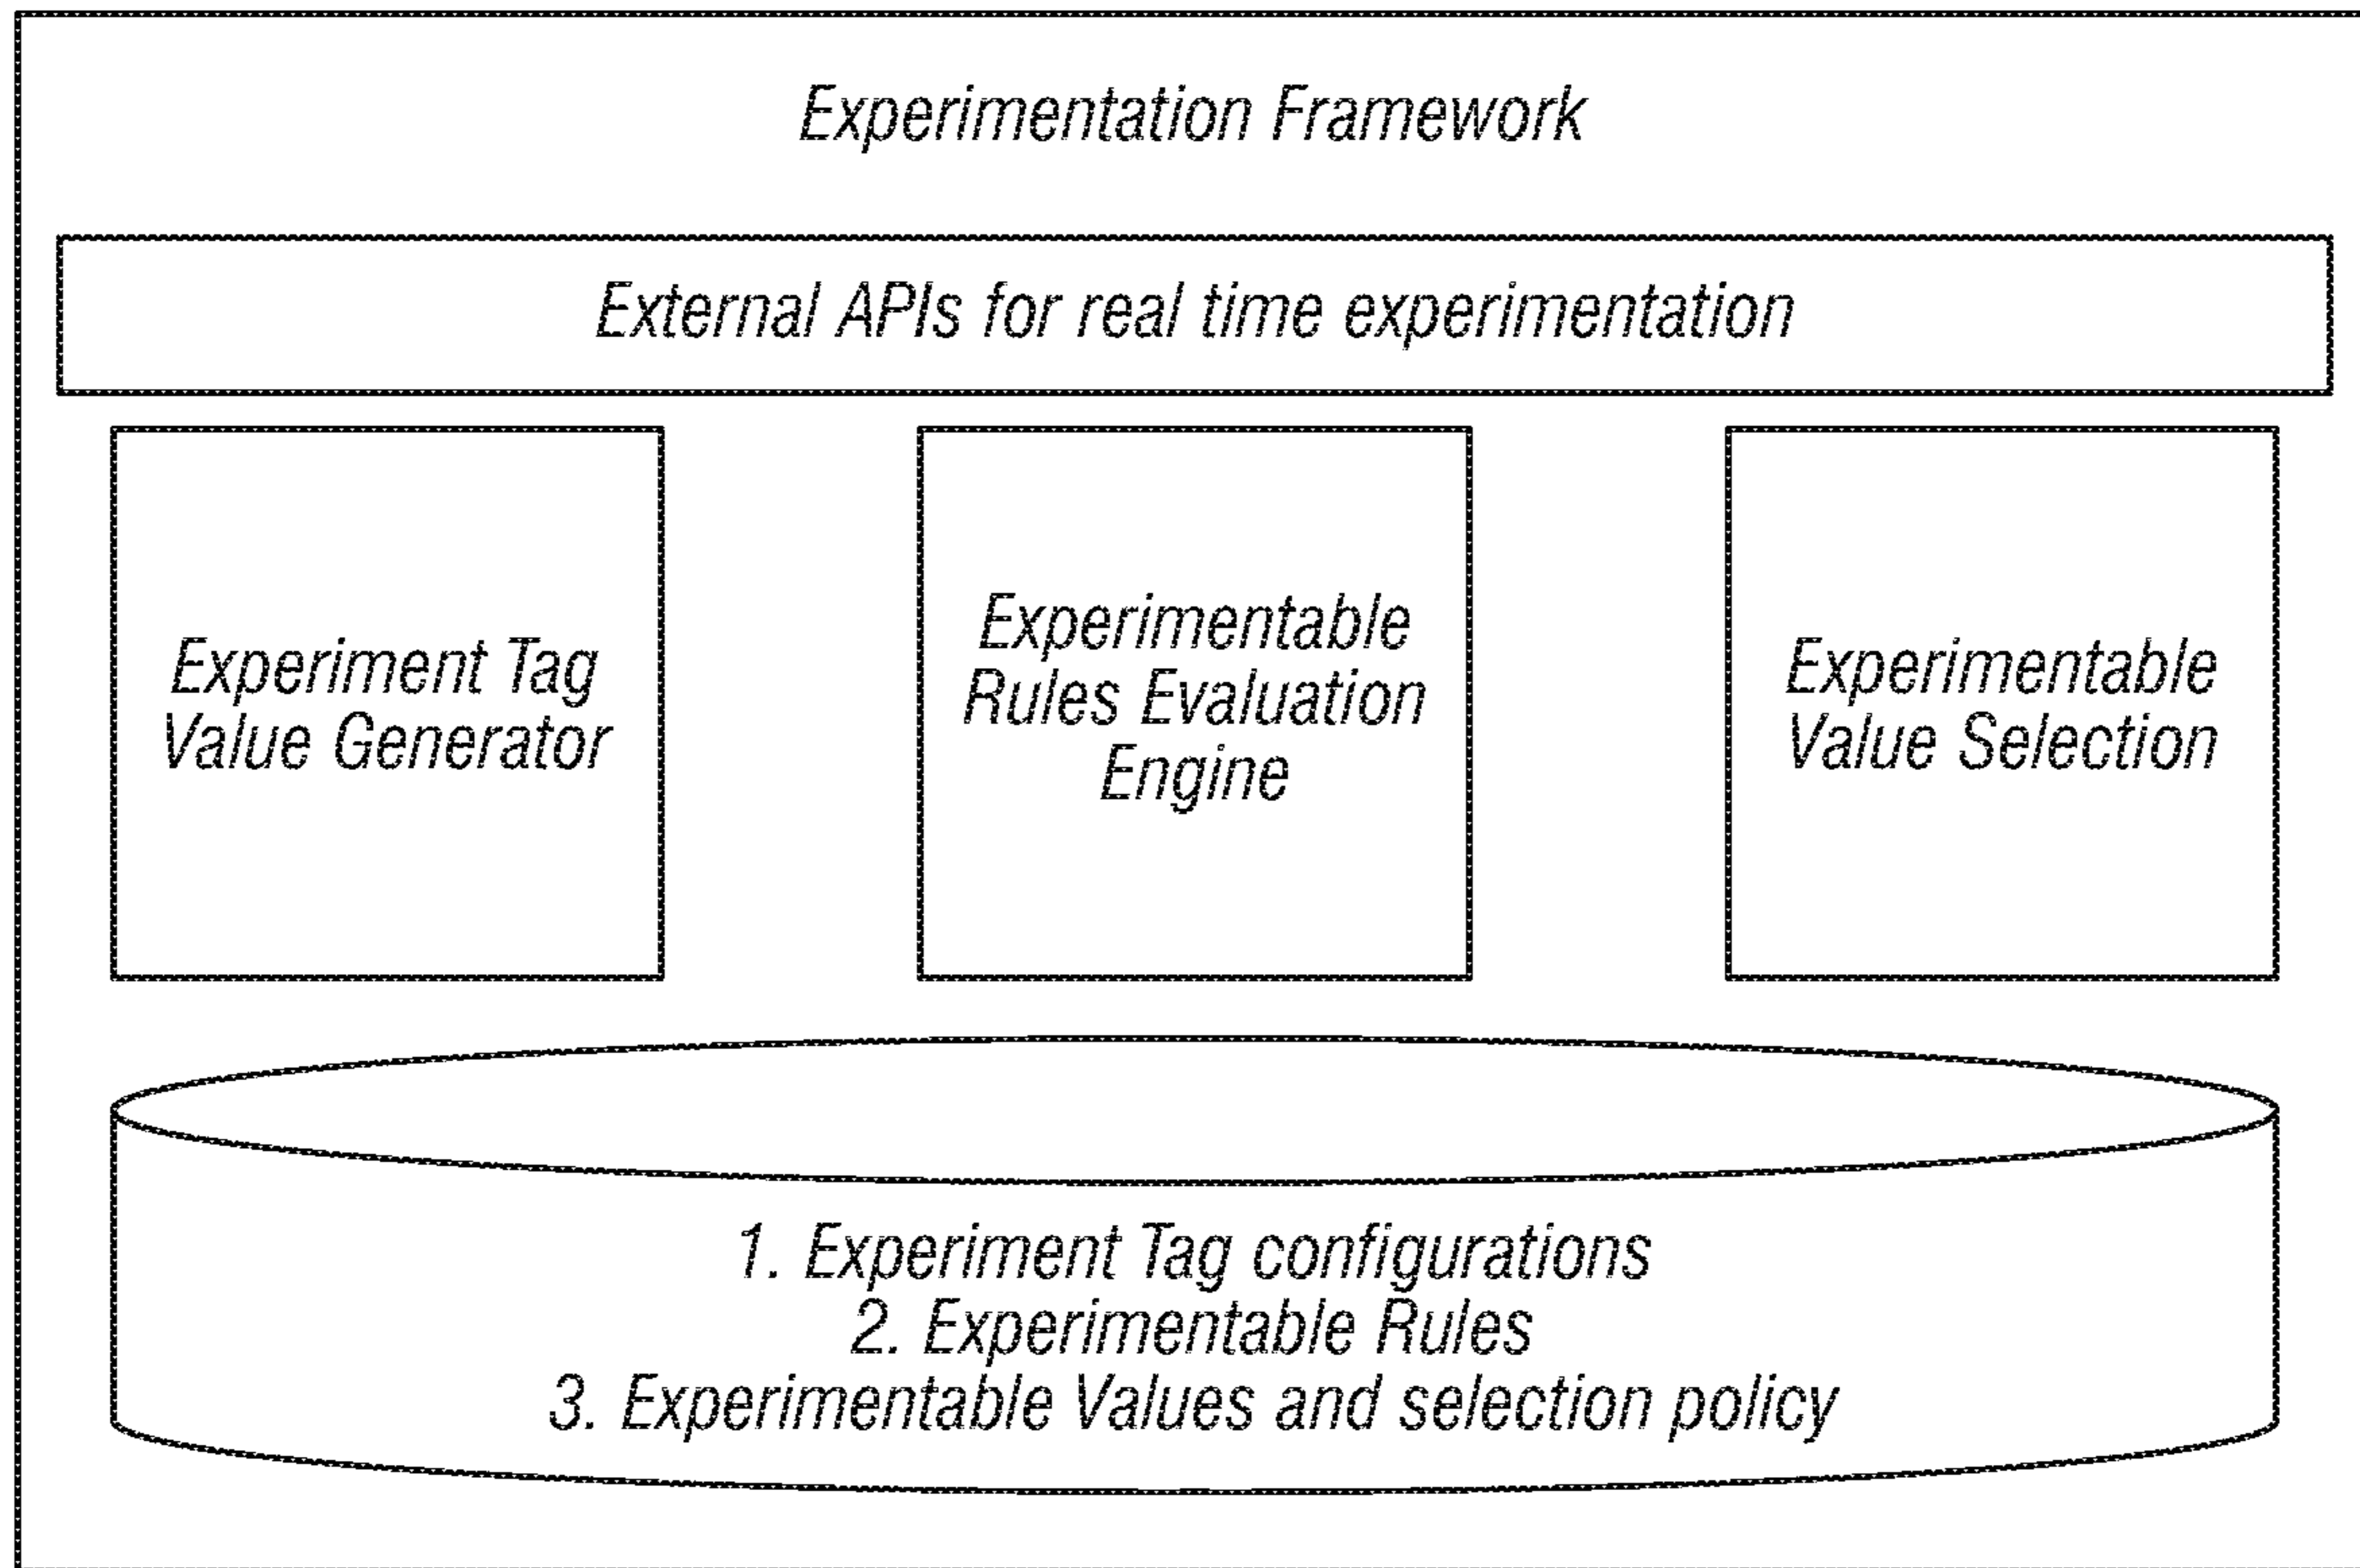 Experimentation Framework
External APIs for real time experimentation
Experiment Tag
Value Generator
Experimentable
Rules Evaluation
Engine
Experimentable
Value Selection
1. Experiment Tag configurations
2. Experimentable Rules
3. Experimentable Values and selection policy